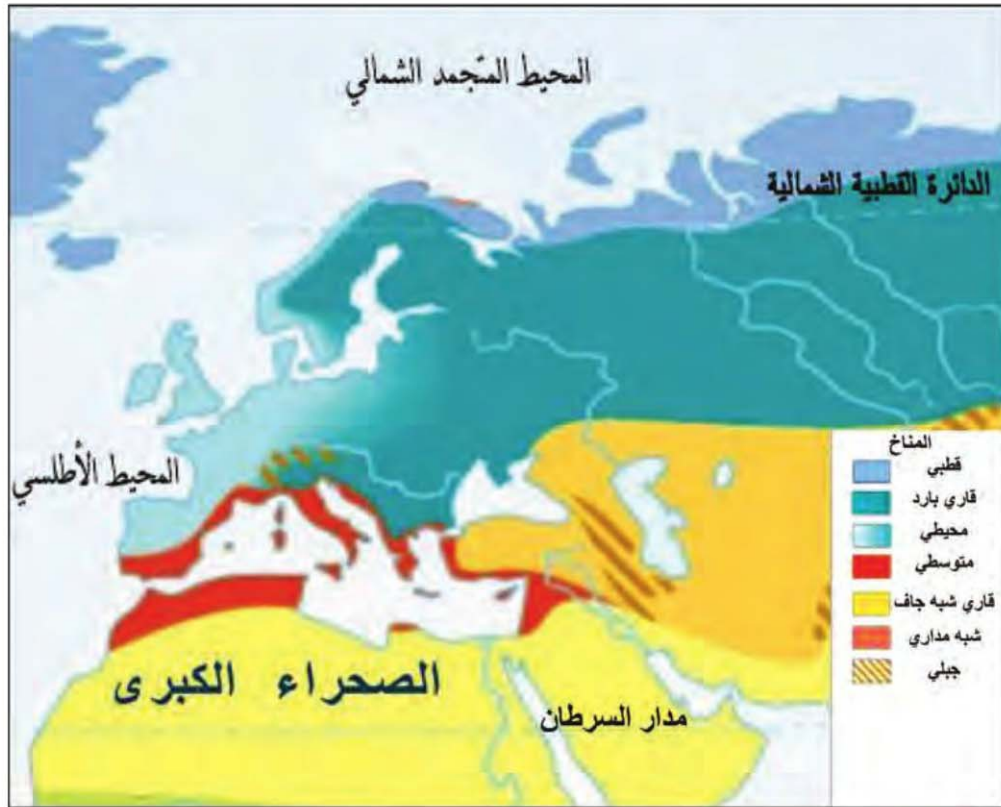 المحيط المتجمد الشمالي
الدائرة القطبية الشمالية
المحيط الأطلسي
المناخ
قطبي
قاري بارد
محيطي
متوسطي
قاري شبه جاف
شبه مداري
جبلي
الصحراء الكبرى
مدار السرطان